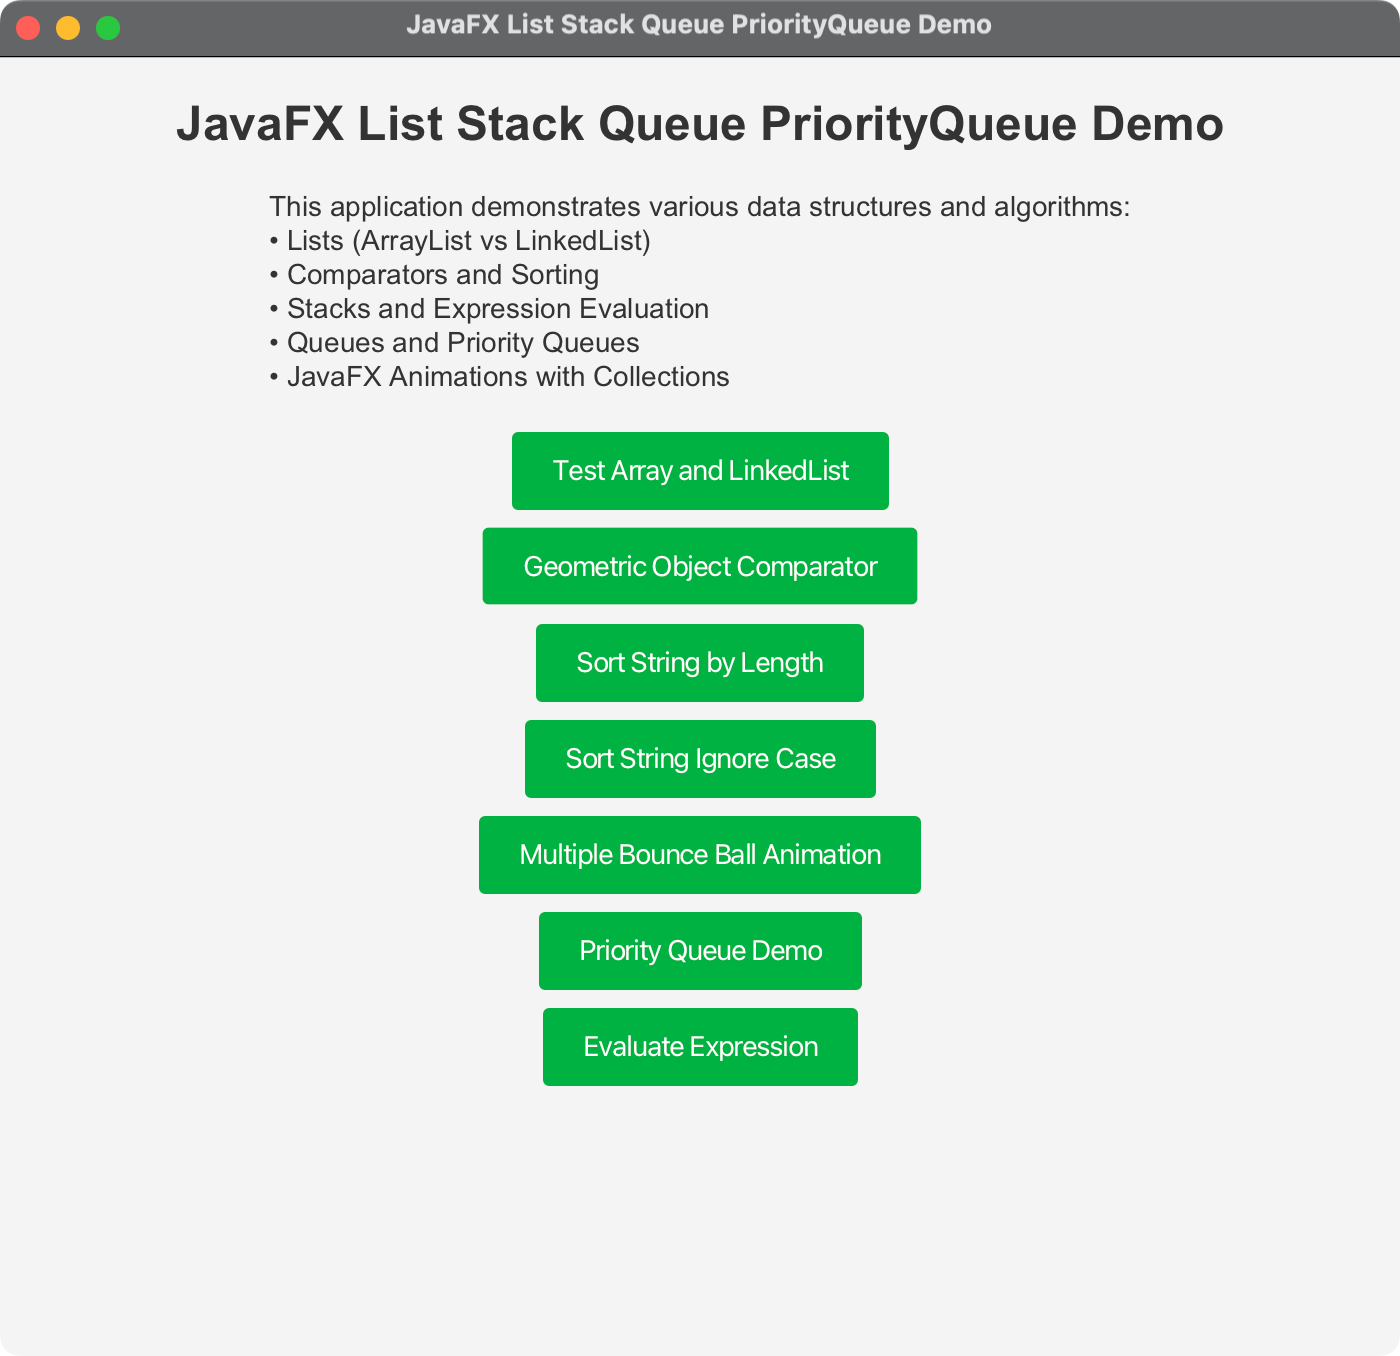 JavaFX List Stack Queue PriorityQueue Demo
JavaFX List Stack Queue PriorityQueue Demo
This application demonstrates various data structures and algorithms:
• Lists (ArrayList vs LinkedList)
• Comparators and Sorting
• Stacks and Expression Evaluation
• Queues and Priority Queues
• JavaFX Animations with Collections
Test Array and LinkedList
Geometric Object Comparator
Sort String by Length
Sort String Ignore Case
Multiple Bounce Ball Animation
Priority Queue Demo
Evaluate Expression